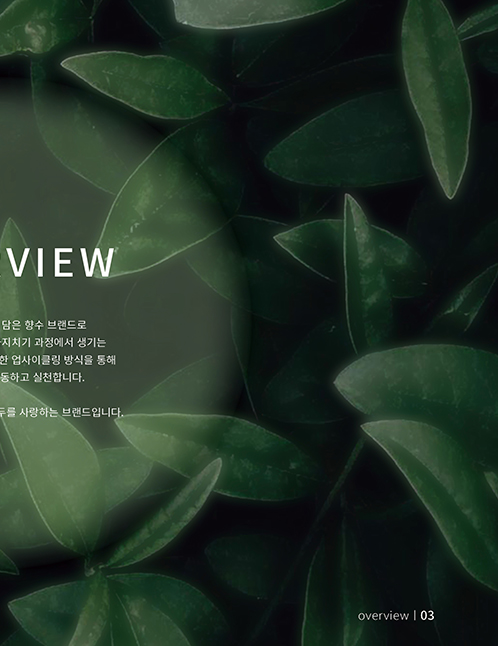 VIEW
담은 향수 브랜드로
지치기 과정에서 생기는
한 업사이클링 방식을 통해
동하고 실천합니다.
두를 사랑하는 브랜드입니다.
overview | 03